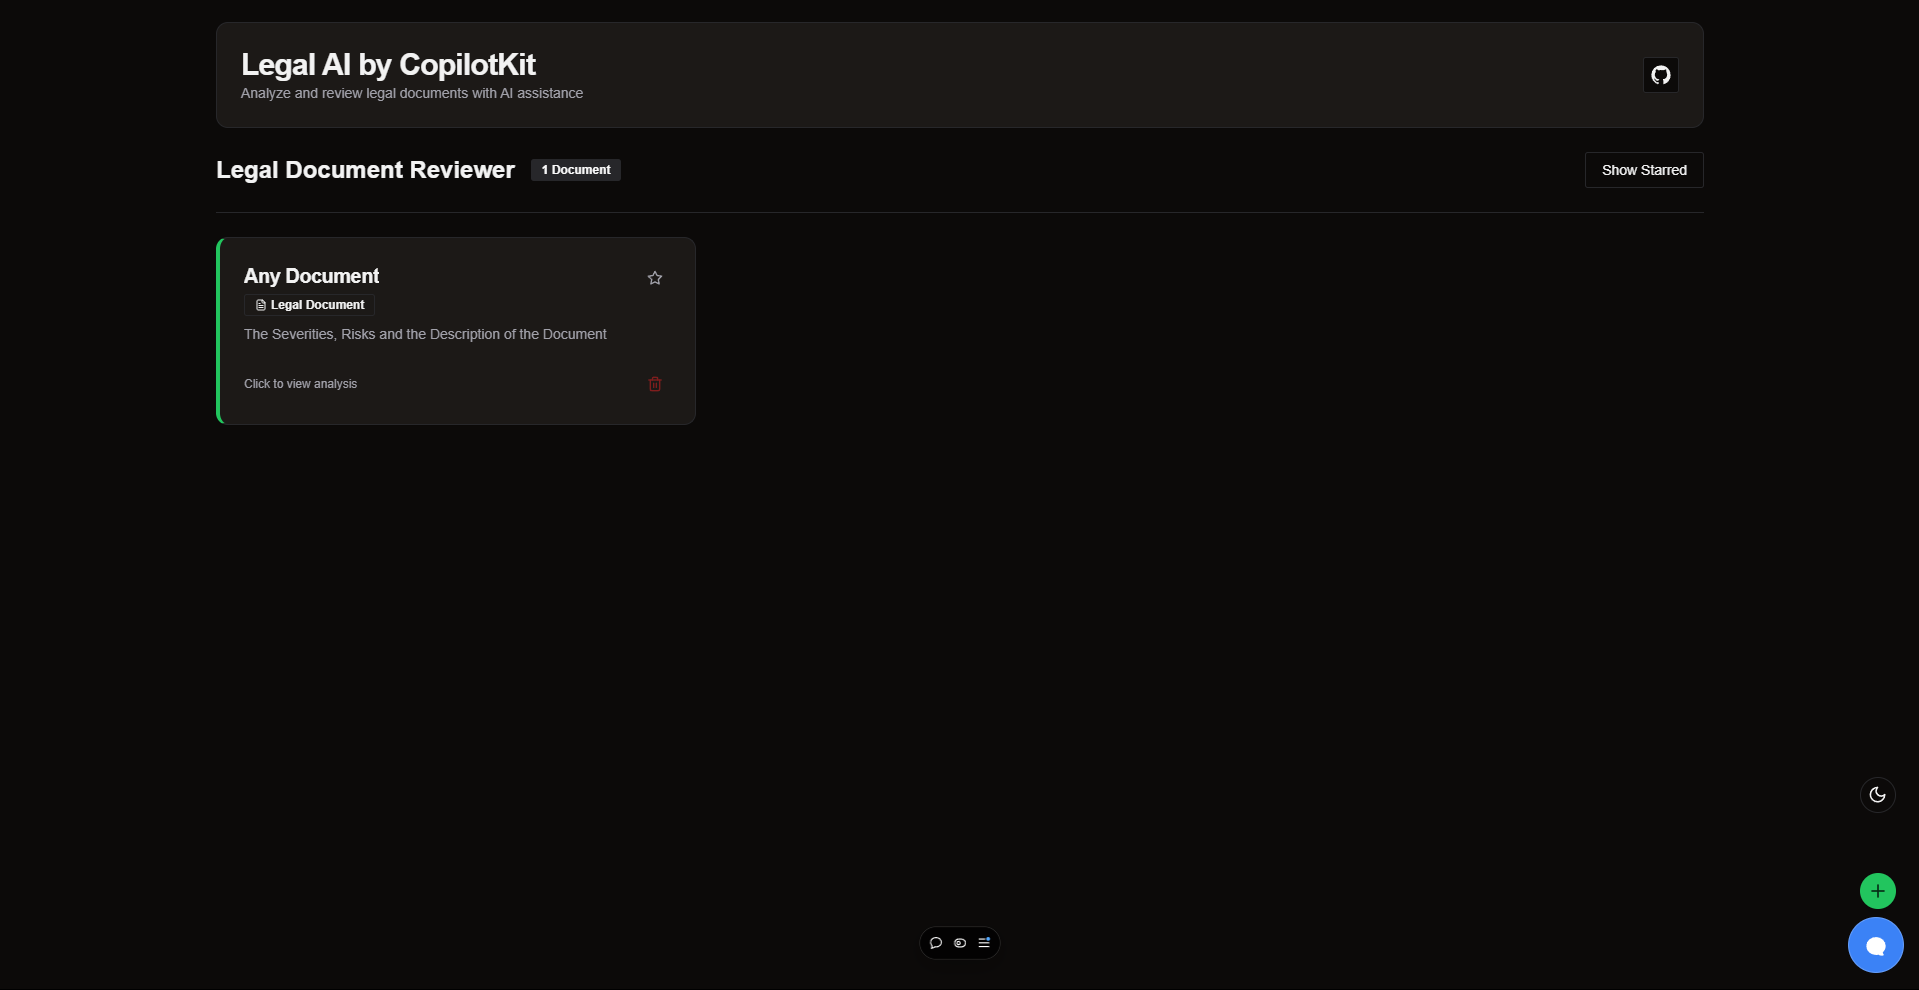 Legal AI by CopilotKit
Analyze and review legal documents with AI assistance
Legal Document Reviewer
1 Document
Show Starred
Any Document
Legal Document
The Severities, Risks and the Description of the Document
Click to view analysis